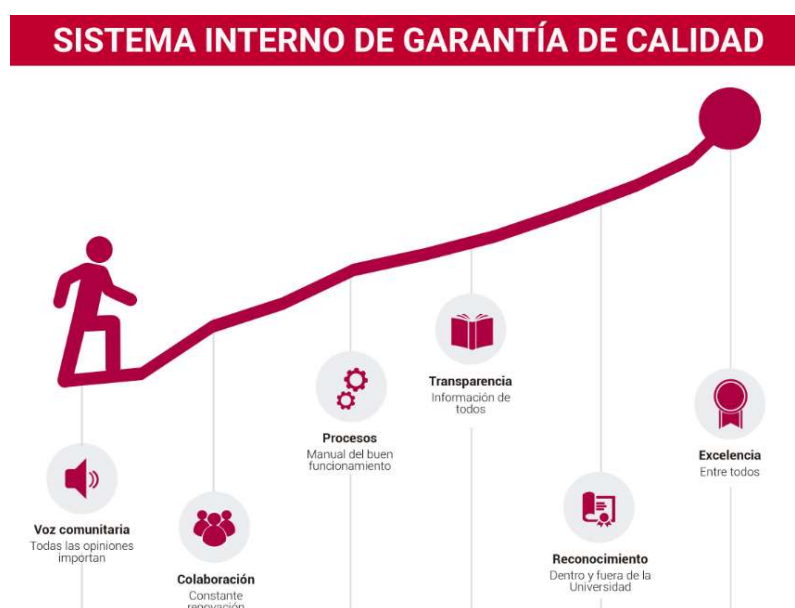 SISTEMA INTERNO DE GARANTÍA DE CALIDAD
Voz comunitaria
Todas las opiniones
importan
Colaboración
Constante
renovación
Procesos
Manual del buen
funcionamiento
Transparencia
Información de
todos
Reconocimiento
Dentro y fuera de la
Universidad
Excelencia
Entre todos